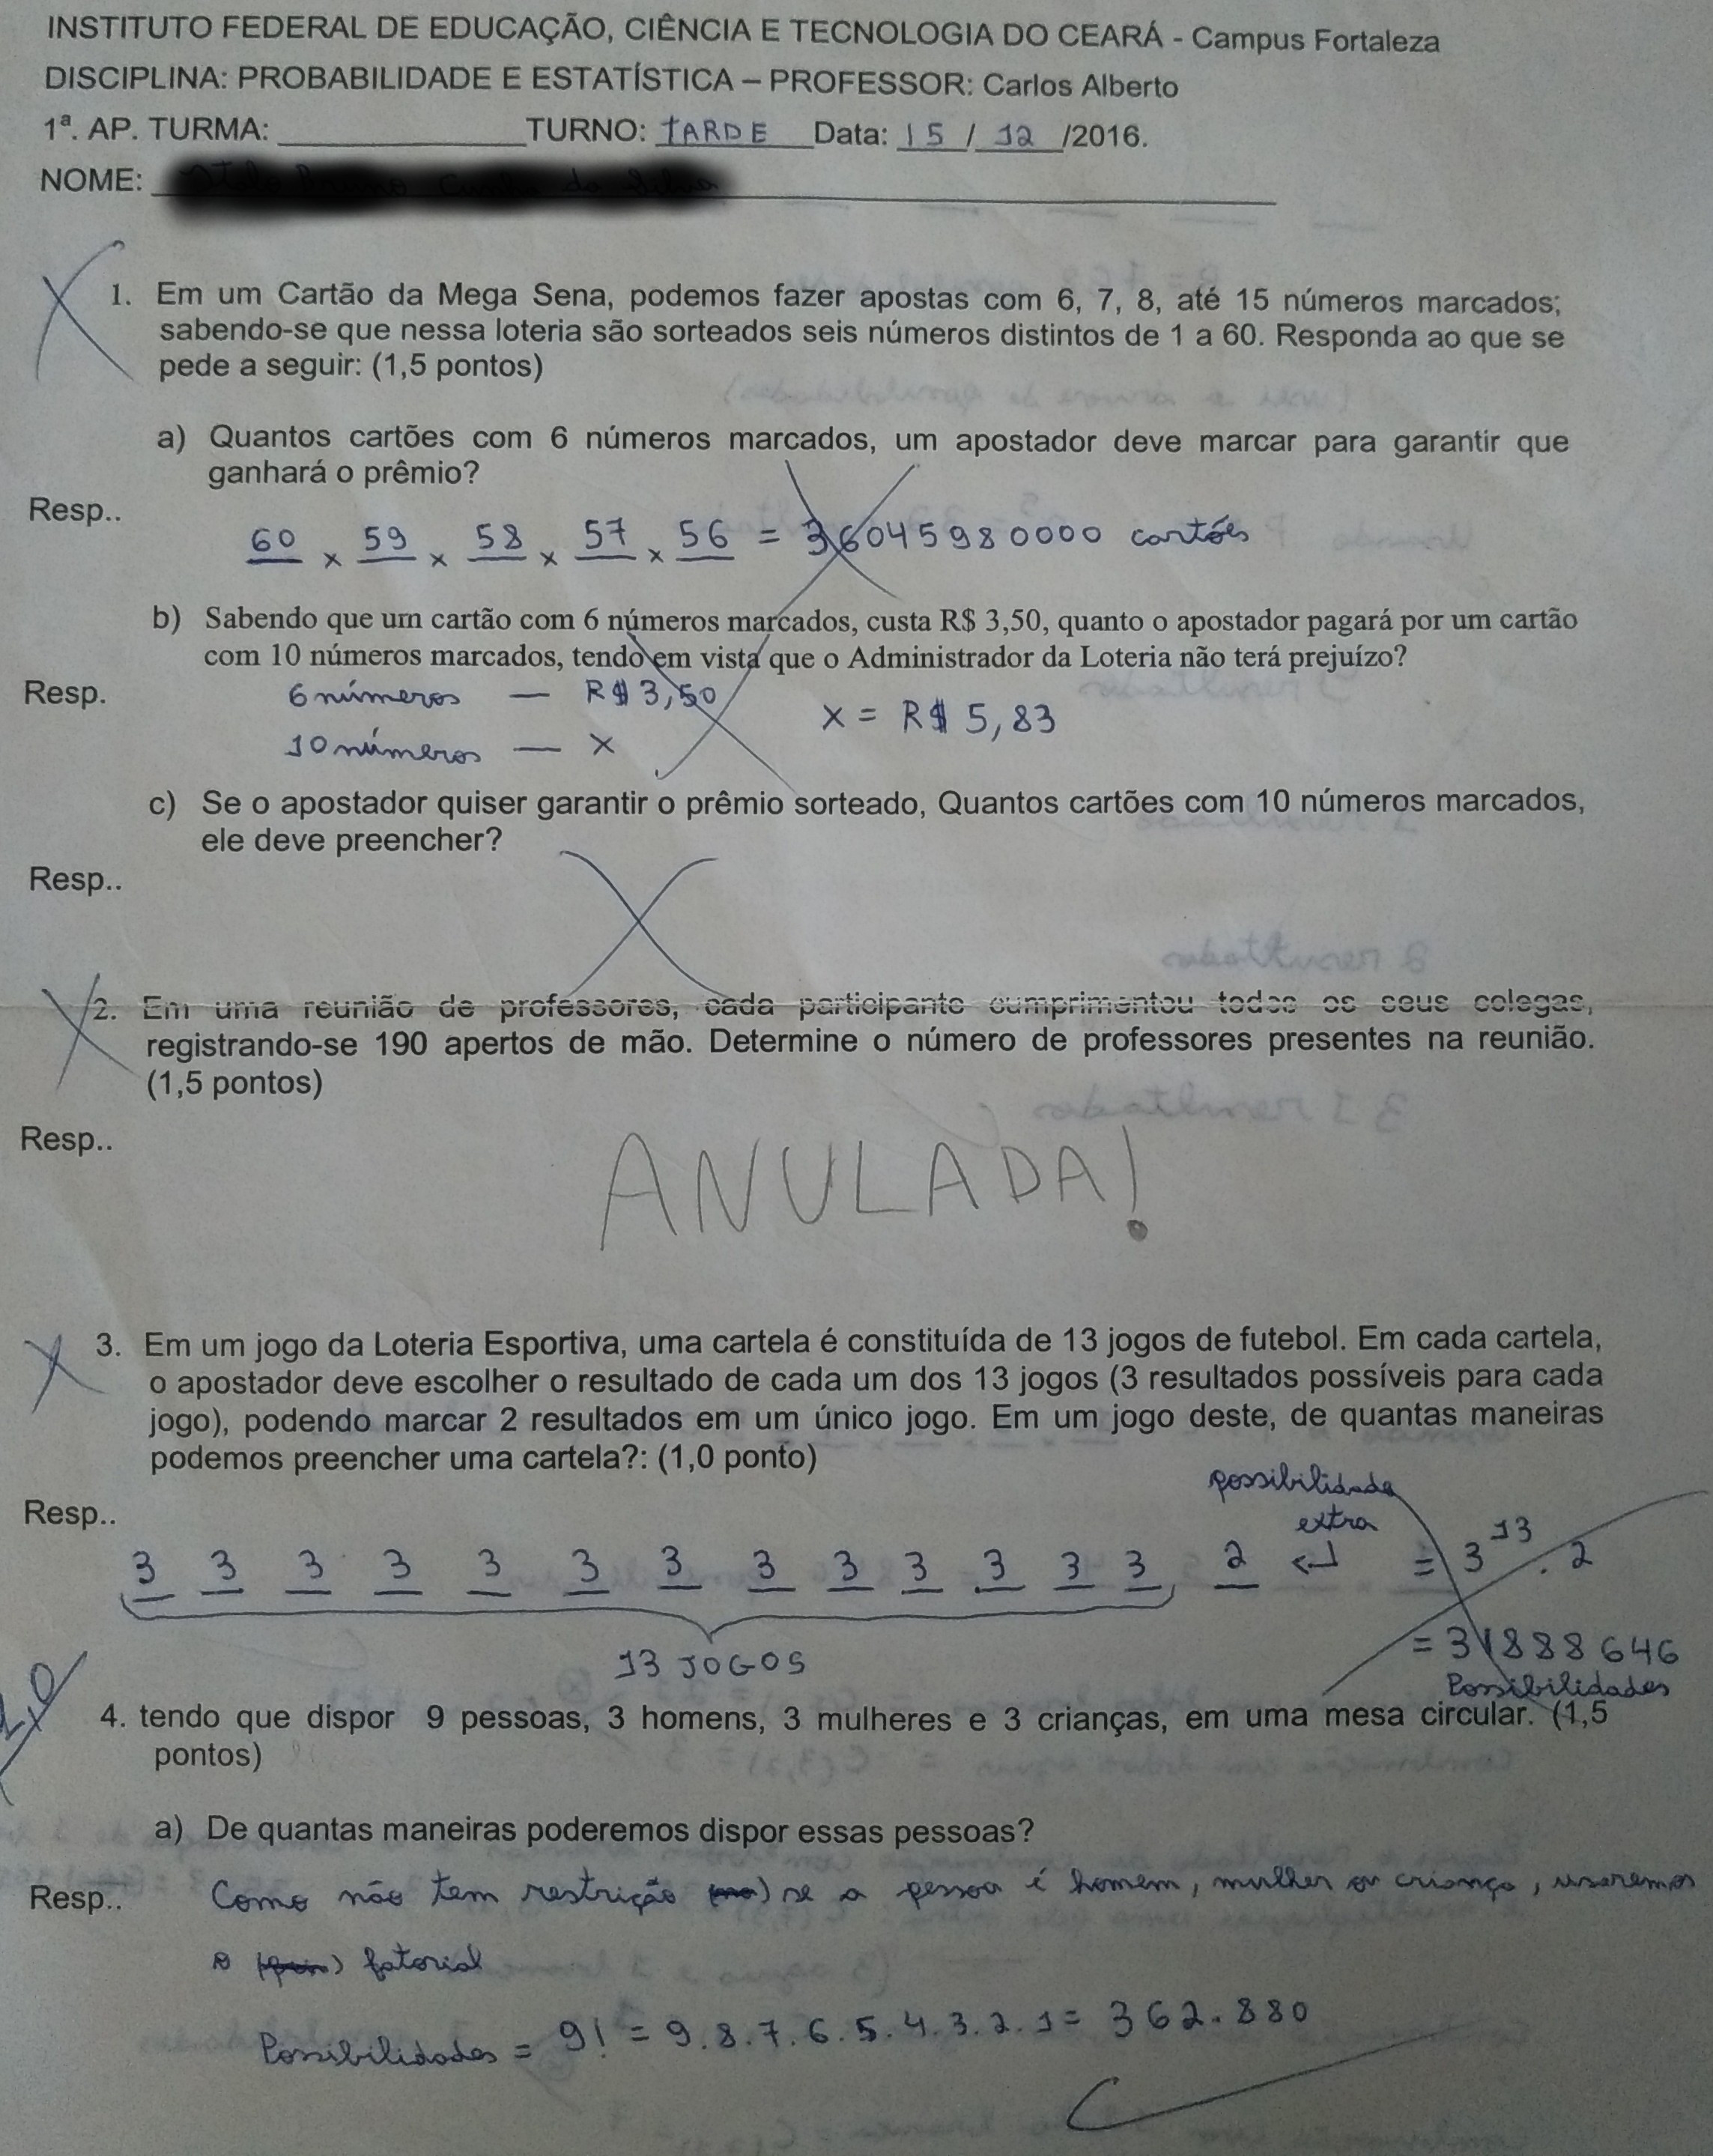 INSTITUTO FEDERAL DE EDUCAÇÃO, CIÊNCIA E TECNOLOGIA DO CEARÁ - Campus Fortaleza
DISCIPLINA: PROBABILIDADE E ESTATÍSTICA – PROFESSOR: Carlos Alberto
1ª. AP. TURMA: ______ TURNO: TARDE Data: 15 / 12 /2016.
NOME:
1. Em um Cartão da Mega Sena, podemos fazer apostas com 6, 7, 8, até 15 números marcados;
sabendo-se que nessa loteria são sorteados seis números distintos de 1 a 60. Responda ao que se
pede a seguir: (1,5 pontos)
a) Quantos cartões com 6 números marcados, um apostador deve marcar para garantir que
ganhará o prêmio?
Resp..
60 x 59 x 58 x 57 x 56 = 36045980000 cartões
b) Sabendo que um cartão com 6 números marcados, custa R$ 3,50, quanto o apostador pagará por um cartão
com 10 números marcados, tendo em vista que o Administrador da Loteria não terá prejuízo?
Resp. 6 números — R$ 3,50
10 números — x
x = R$ 5,83
c) Se o apostador quiser garantir o prêmio sorteado, Quantos cartões com 10 números marcados,
ele deve preencher?
Resp..
2. Em uma reunião de professores, cada participante cumprimentou todos os seus colegas,
registrando-se 190 apertos de mão. Determine o número de professores presentes na reunião.
(1,5 pontos)
Resp..
ANULADA!
3. Em um jogo da Loteria Esportiva, uma cartela é constituída de 13 jogos de futebol. Em cada cartela,
o apostador deve escolher o resultado de cada um dos 13 jogos (3 resultados possíveis para cada
jogo), podendo marcar 2 resultados em um único jogo. Em um jogo deste, de quantas maneiras
podemos preencher uma cartela?: (1,0 ponto)
Resp..
possibilidade
extra
3 3 3 3 3 3 3 3 3 3 3 3 3 2 ↵ = 3¹³ . 2
13 JOGOS
= 31888646
Possibilidades
1,0
4. tendo que dispor 9 pessoas, 3 homens, 3 mulheres e 3 crianças, em uma mesa circular. (1,5
pontos)
a) De quantas maneiras poderemos dispor essas pessoas?
Resp.. Como não tem restrição se a pessoa é homem, mulher ou criança, usaremos
o fatorial
Possibilidades = 9! = 9.8.7.6.5.4.3.2.1 = 362.880